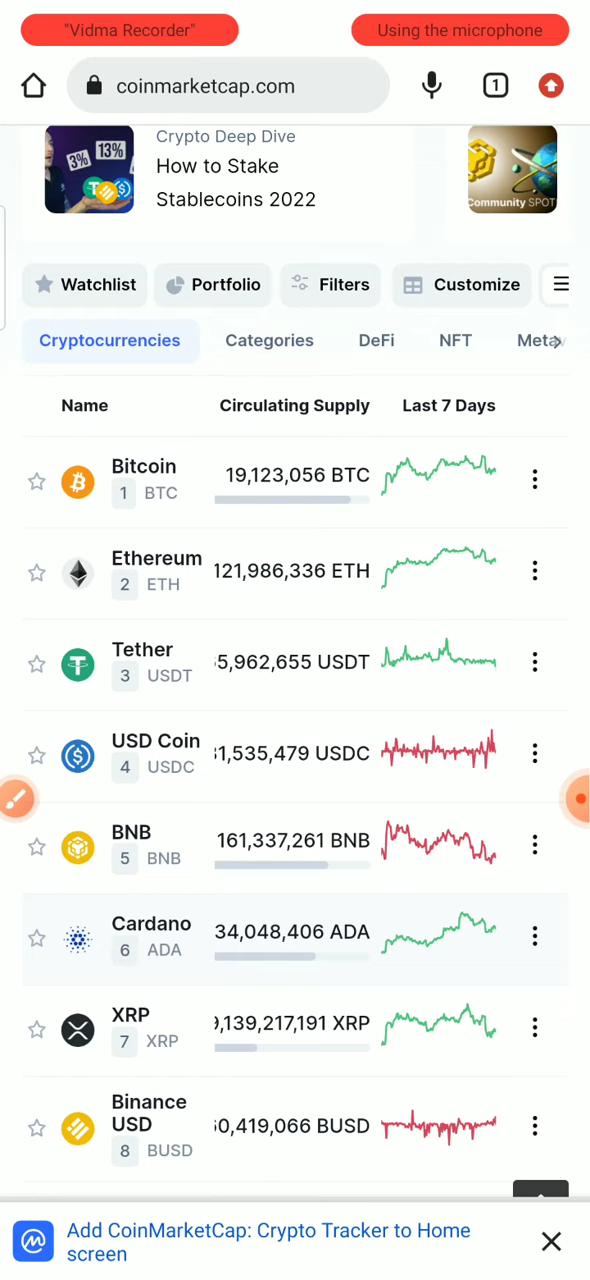 "Vidma Recorder" Using the microphone
coinmarketcap.com 1
3% 13%
Crypto Deep Dive
How to Stake
Stablecoins 2022
Community SPOT
Watchlist Portfolio Filters Customize
Cryptocurrencies Categories DeFi NFT Metav
Name Circulating Supply Last 7 Days
Bitcoin
1 BTC
19,123,056 BTC
Ethereum
2 ETH
121,986,336 ETH
Tether
3 USDT
5,962,655 USDT
USD Coin
4 USDC
31,535,479 USDC
BNB
5 BNB
161,337,261 BNB
Cardano
6 ADA
34,048,406 ADA
XRP
7 XRP
9,139,217,191 XRP
Binance
USD
8 BUSD
60,419,066 BUSD
Add CoinMarketCap: Crypto Tracker to Home
screen